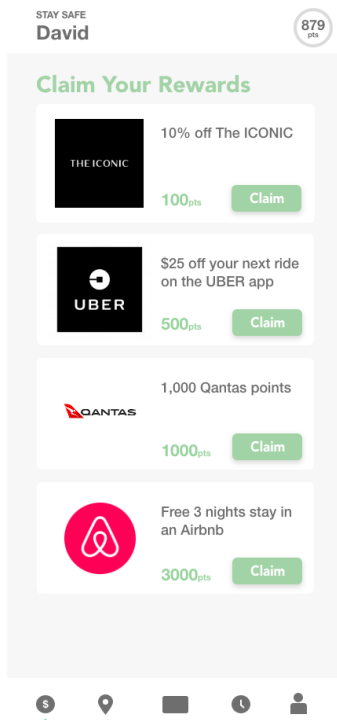 STAY SAFE
David
879
pts
Claim Your Rewards
THE ICONIC
10% off The ICONIC
100pts
Claim
UBER
$25 off your next ride
on the UBER app
500pts
Claim
QANTAS
1,000 Qantas points
1000pts
Claim
Free 3 nights stay in
an Airbnb
3000pts
Claim
$